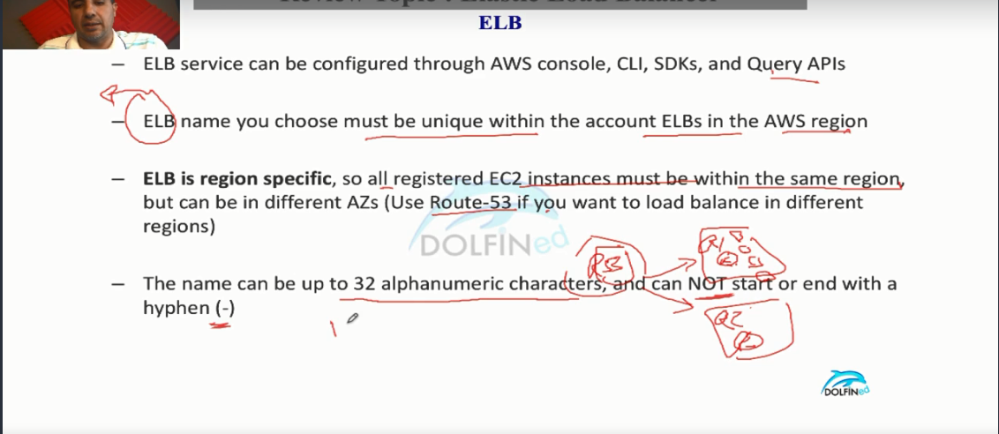 ELB
– ELB service can be configured through AWS console, CLI, SDKs, and Query APIs
– ELB name you choose must be unique within the account ELBs in the AWS region
– ELB is region specific, so all registered EC2 instances must be within the same region,
but can be in different AZs (Use Route-53 if you want to load balance in different
regions)
DOLFINed
R53
R1
– The name can be up to 32 alphanumeric characters, and can NOT start or end with a
hyphen (-)
DOLFINed